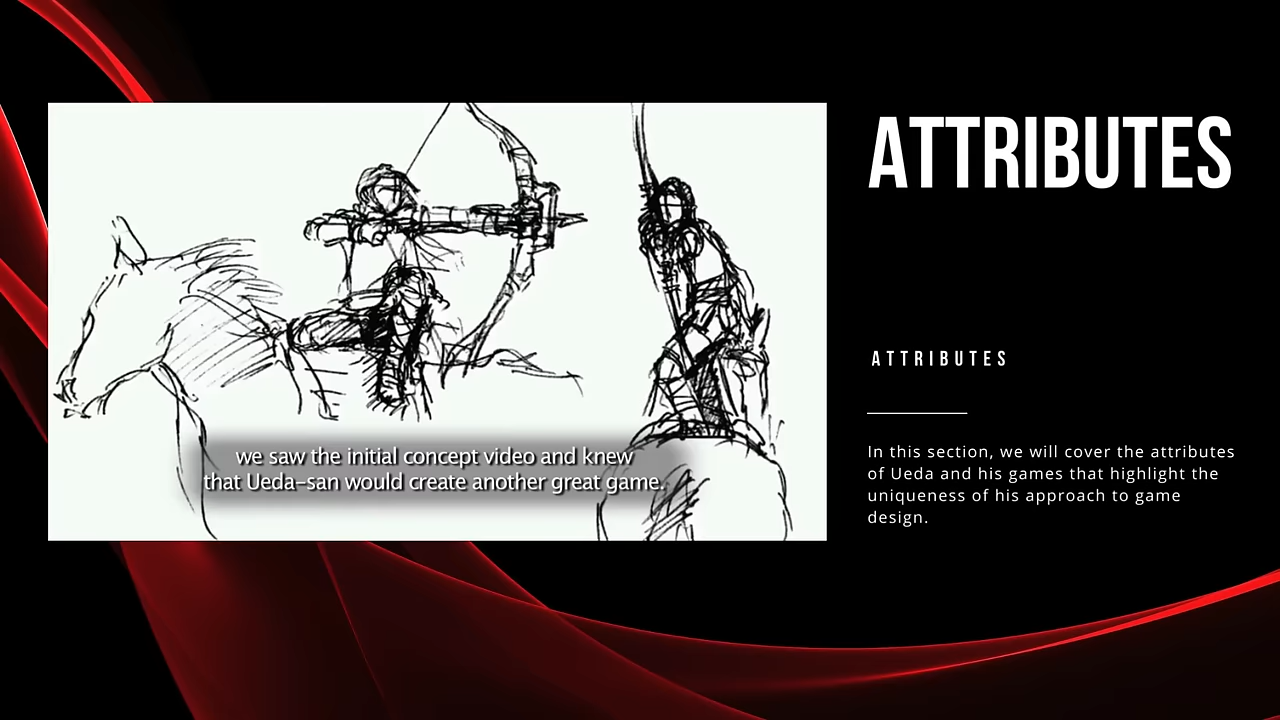 ATTRIBUTES
we saw the initial concept video and knew
that Ueda-san would create another great game.
ATTRIBUTES
In this section, we will cover the attributes
of Ueda and his games that highlight the
uniqueness of his approach to game
design.